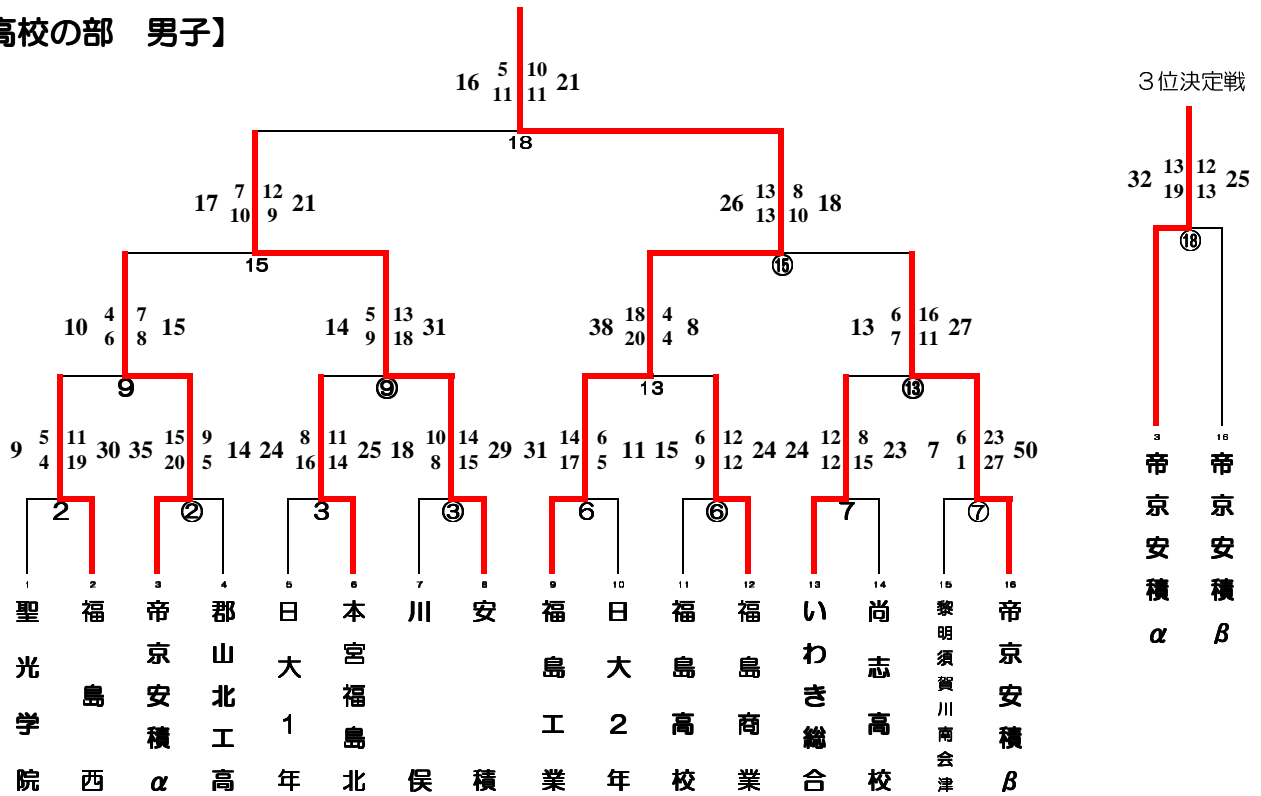 高校の部　男子】
３位決定戦
16 5 10 21
11 11
18
17 7 12 21
10 9
26 13 8 18
13 10
32 13 12 25
19 13
15
⑮
⑱
10 4 7 15
6 8
14 5 13 31
9 18
38 18 4 8
20 4
13 6 16 27
7 11
9
⑨
13
⑬
9 5 11 30
4 19
35 15 9 14
20 5
24 8 11 25
16 14
18 10 14 29
8 15
31 14 6 11
17 5
15 6 12 24
9 12
24 12 8 23
12 15
7 6 23 50
1 27
2
②
3
③
6
⑥
7
⑦
3
帝京安積α
16
帝京安積β
1
聖光学院
2
福島西
3
帝京安積α
4
郡山北工高
5
日大１年
6
本宮福島北
7
川俣
8
安積
9
福島工業
10
日大２年
11
福島高校
12
福島商業
13
いわき総合
14
尚志高校
15
黎明須賀川南会津
16
帝京安積β